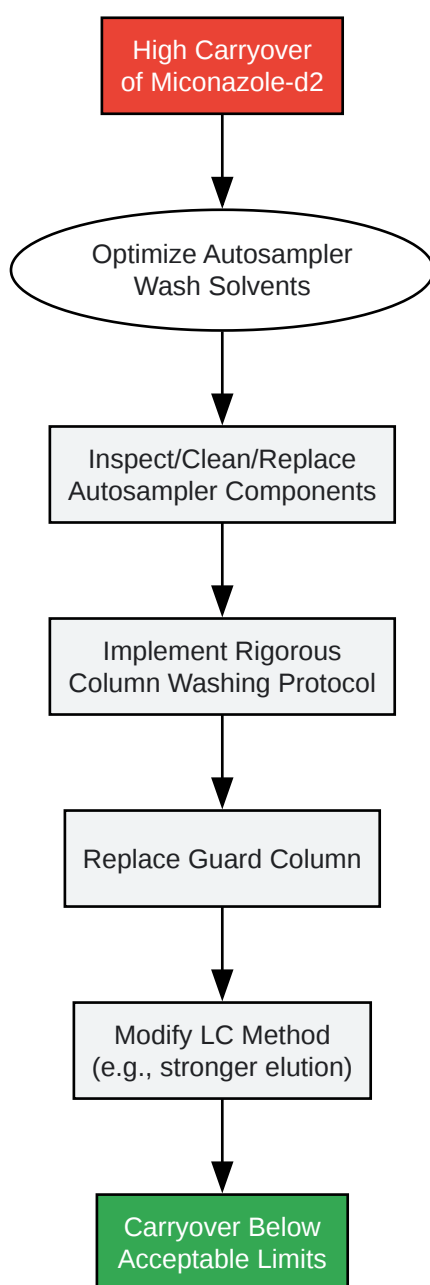 High Carryover
of Miconazole-d2
Optimize Autosampler
Wash Solvents
Inspect/Clean/Replace
Autosampler Components
Implement Rigorous
Column Washing Protocol
Replace Guard Column
Modify LC Method
(e.g., stronger elution)
Carryover Below
Acceptable Limits